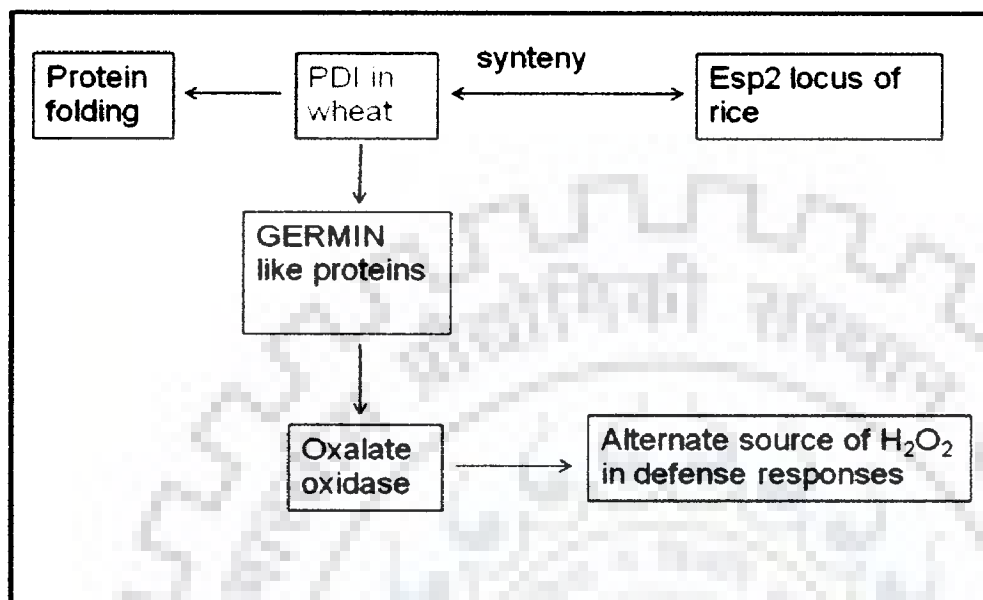 synteny
Protein
folding
PDI in
wheat
Esp2 locus of
rice
GERMIN
like proteins
Oxalate
oxidase
Alternate source of H₂O₂
in defense responses